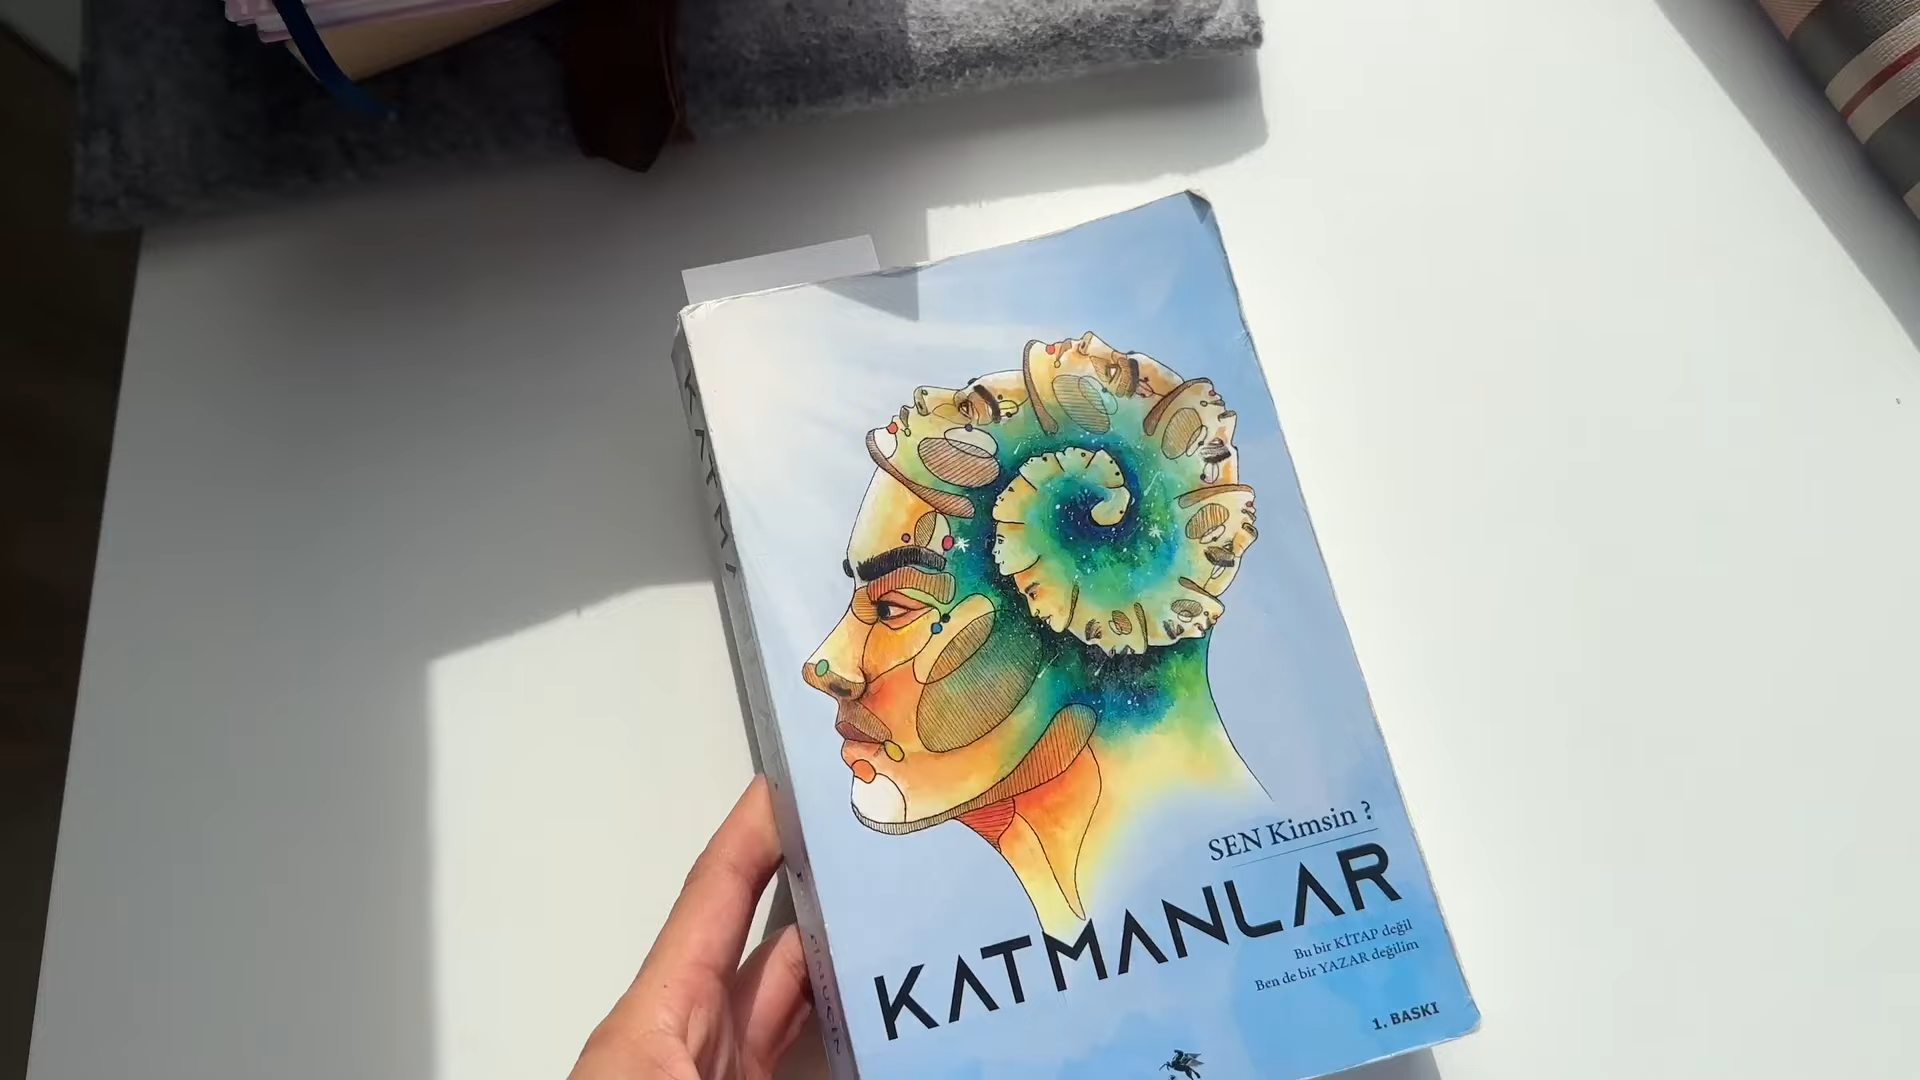 SEN Kimsin ?
KATMANLAR
Bu bir KİTAP değil
Ben de bir YAZAR değilim
1. BASKI